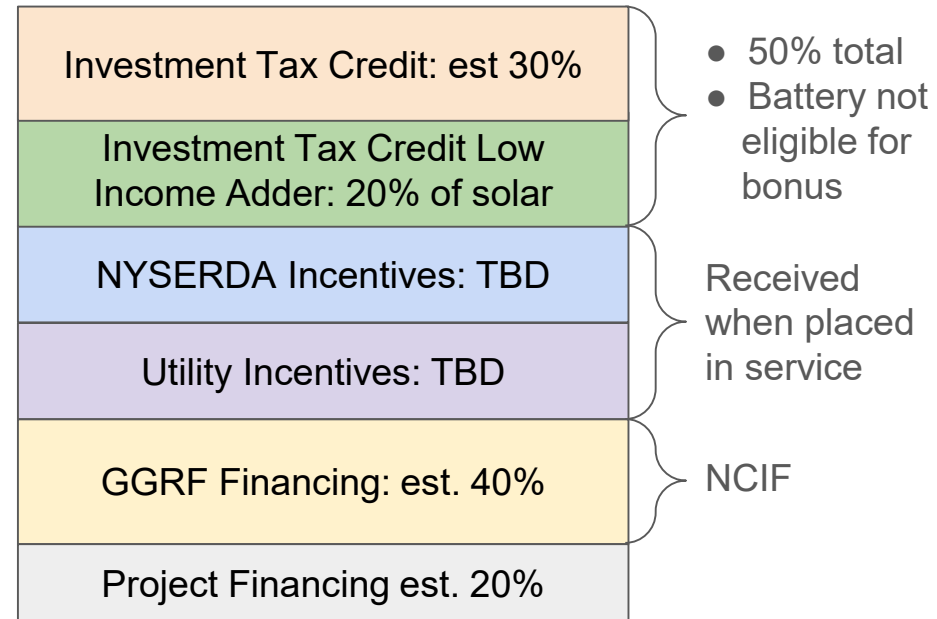 Investment Tax Credit: est 30%
Investment Tax Credit Low
Income Adder: 20% of solar
● 50% total
● Battery not
eligible for
bonus
NYSERDA Incentives: TBD
Utility Incentives: TBD
Received
when placed
in service
GGRF Financing: est. 40%
NCIF
Project Financing est. 20%